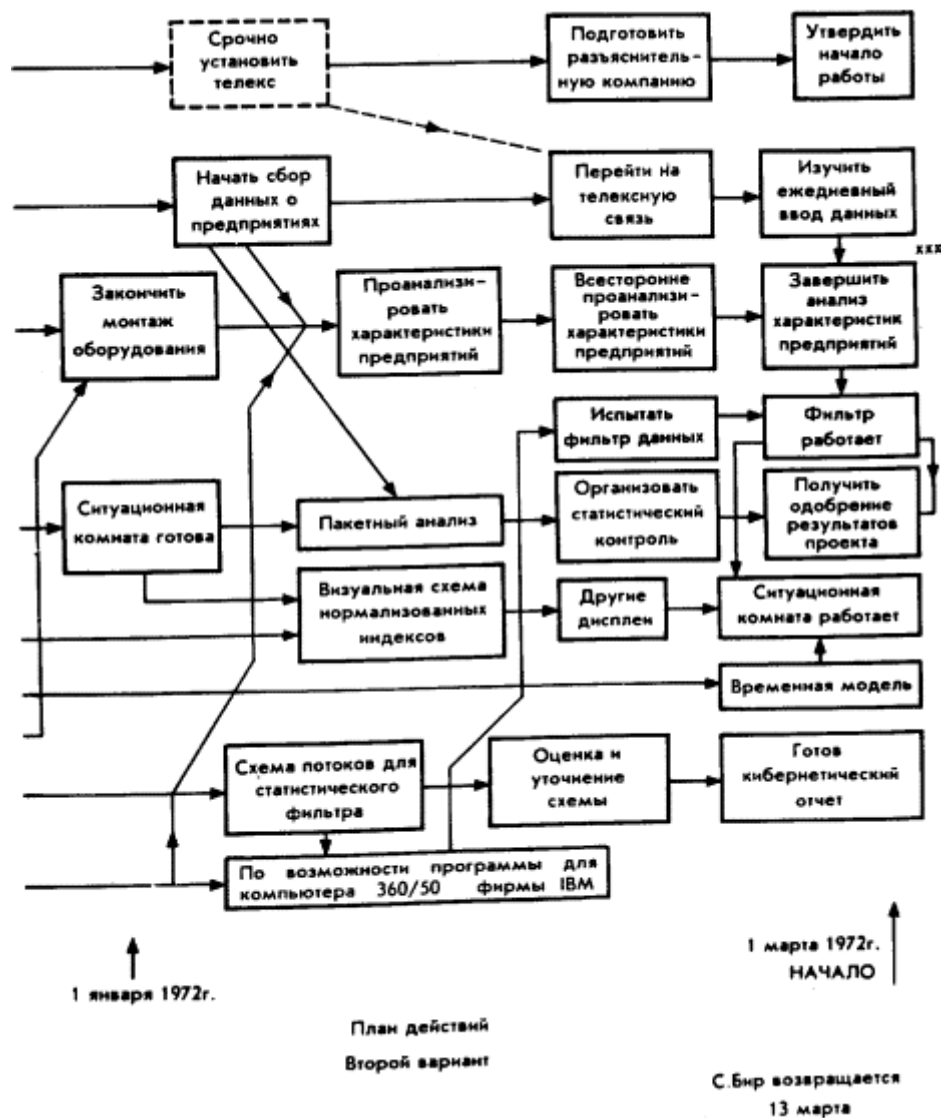 Срочно
установить
телекс
Подготовить
разъяснитель-
ную компанию
Утвердить
начало
работы
Начать сбор
данных о
предприятиях
Перейти на
телексную
связь
Изучить
ежедневный
ввод данных
xxx
Закончить
монтаж
оборудования
Проанализи-
ровать
характеристики
предприятий
Всесторонне
проанализи-
ровать
характеристики
предприятий
Завершить
анализ
характеристик
предприятий
Испытать
фильтр данных
Фильтр
работает
Ситуационная
комната готова
Пакетный анализ
Организовать
статистический
контроль
Получить
одобрение
результатов
проекта
Визуальная схема
нормализованных
индексов
Другие
дисплеи
Ситуационная
комната работает
Временная модель
Схема потоков для
статистического
фильтра
Оценка и
уточнение
схемы
Готов
кибернетический
отчет
По возможности программы для
компьютера 360/50 фирмы IBM
1 января 1972г.
1 марта 1972г.
НАЧАЛО
План действий
Второй вариант
С.Бир возвращается
13 марта